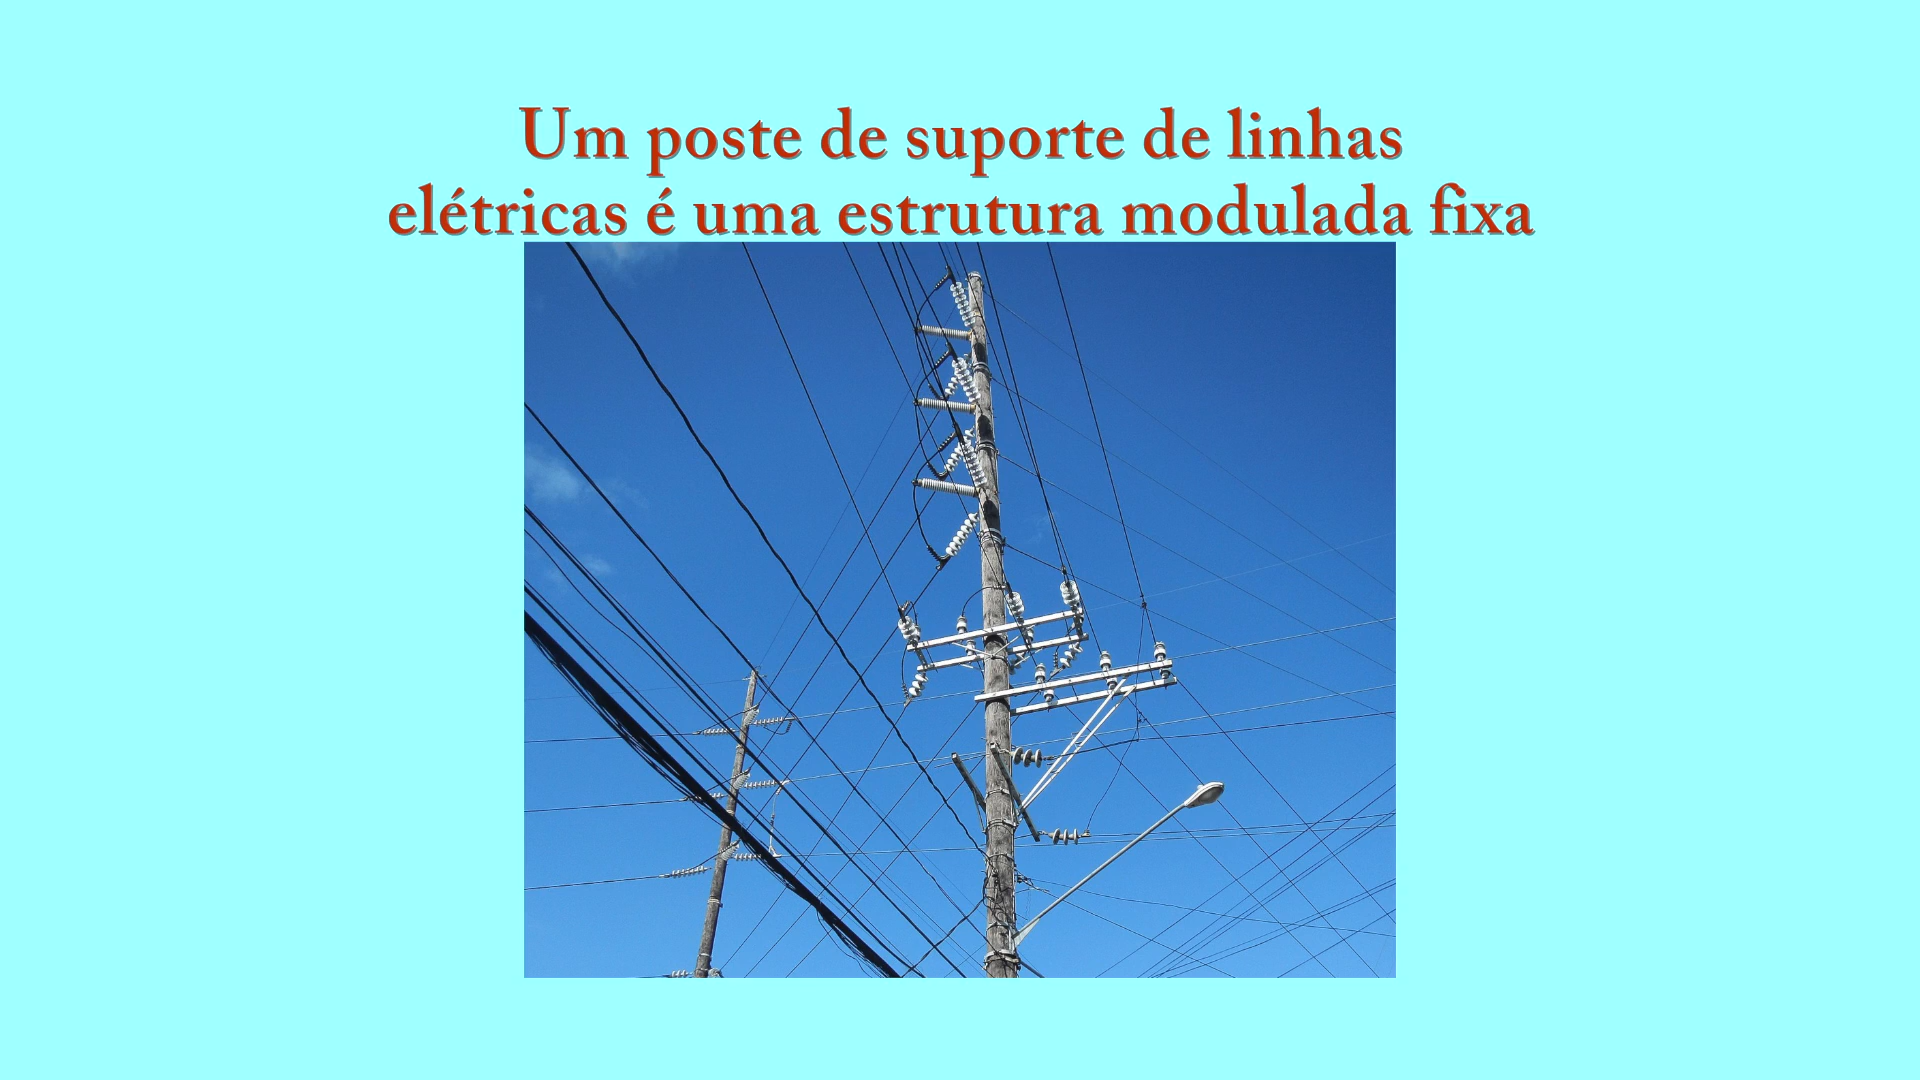 Um poste de suporte de linhas
elétricas é uma estrutura modulada fixa